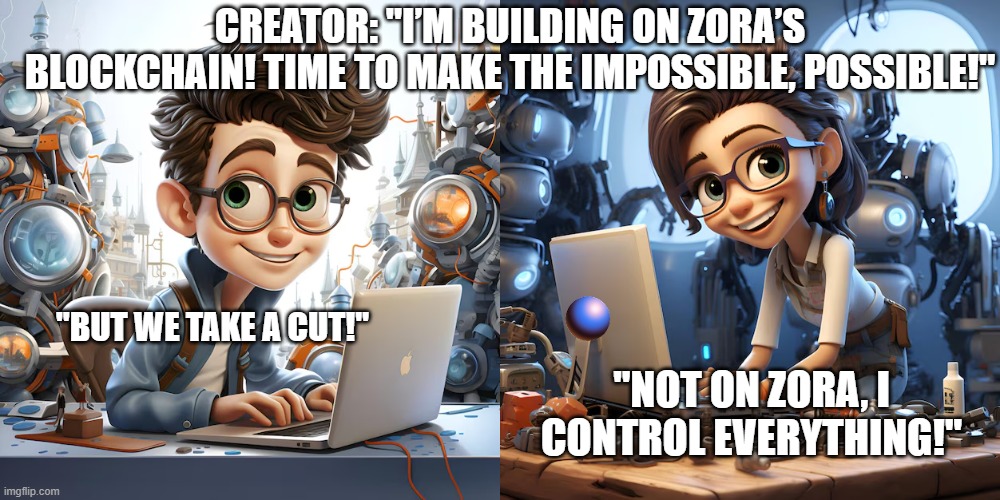 CREATOR: "I’M BUILDING ON ZORA’S
BLOCKCHAIN! TIME TO MAKE THE IMPOSSIBLE, POSSIBLE!"
"BUT WE TAKE A CUT!"
"NOT ON ZORA, I
CONTROL EVERYTHING!"
imgflip.com